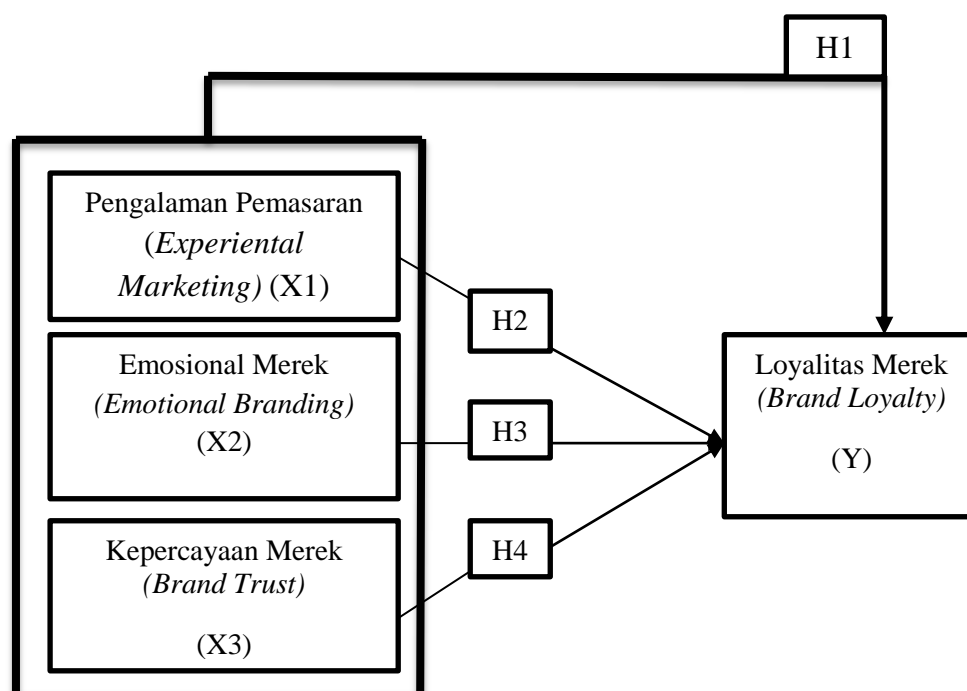 H1
Pengalaman Pemasaran
(Experiental
Marketing) (X1)
H2
Emosional Merek
(Emotional Branding)
(X2)
H3
Loyalitas Merek
(Brand Loyalty)
(Y)
Kepercayaan Merek
(Brand Trust)
(X3)
H4